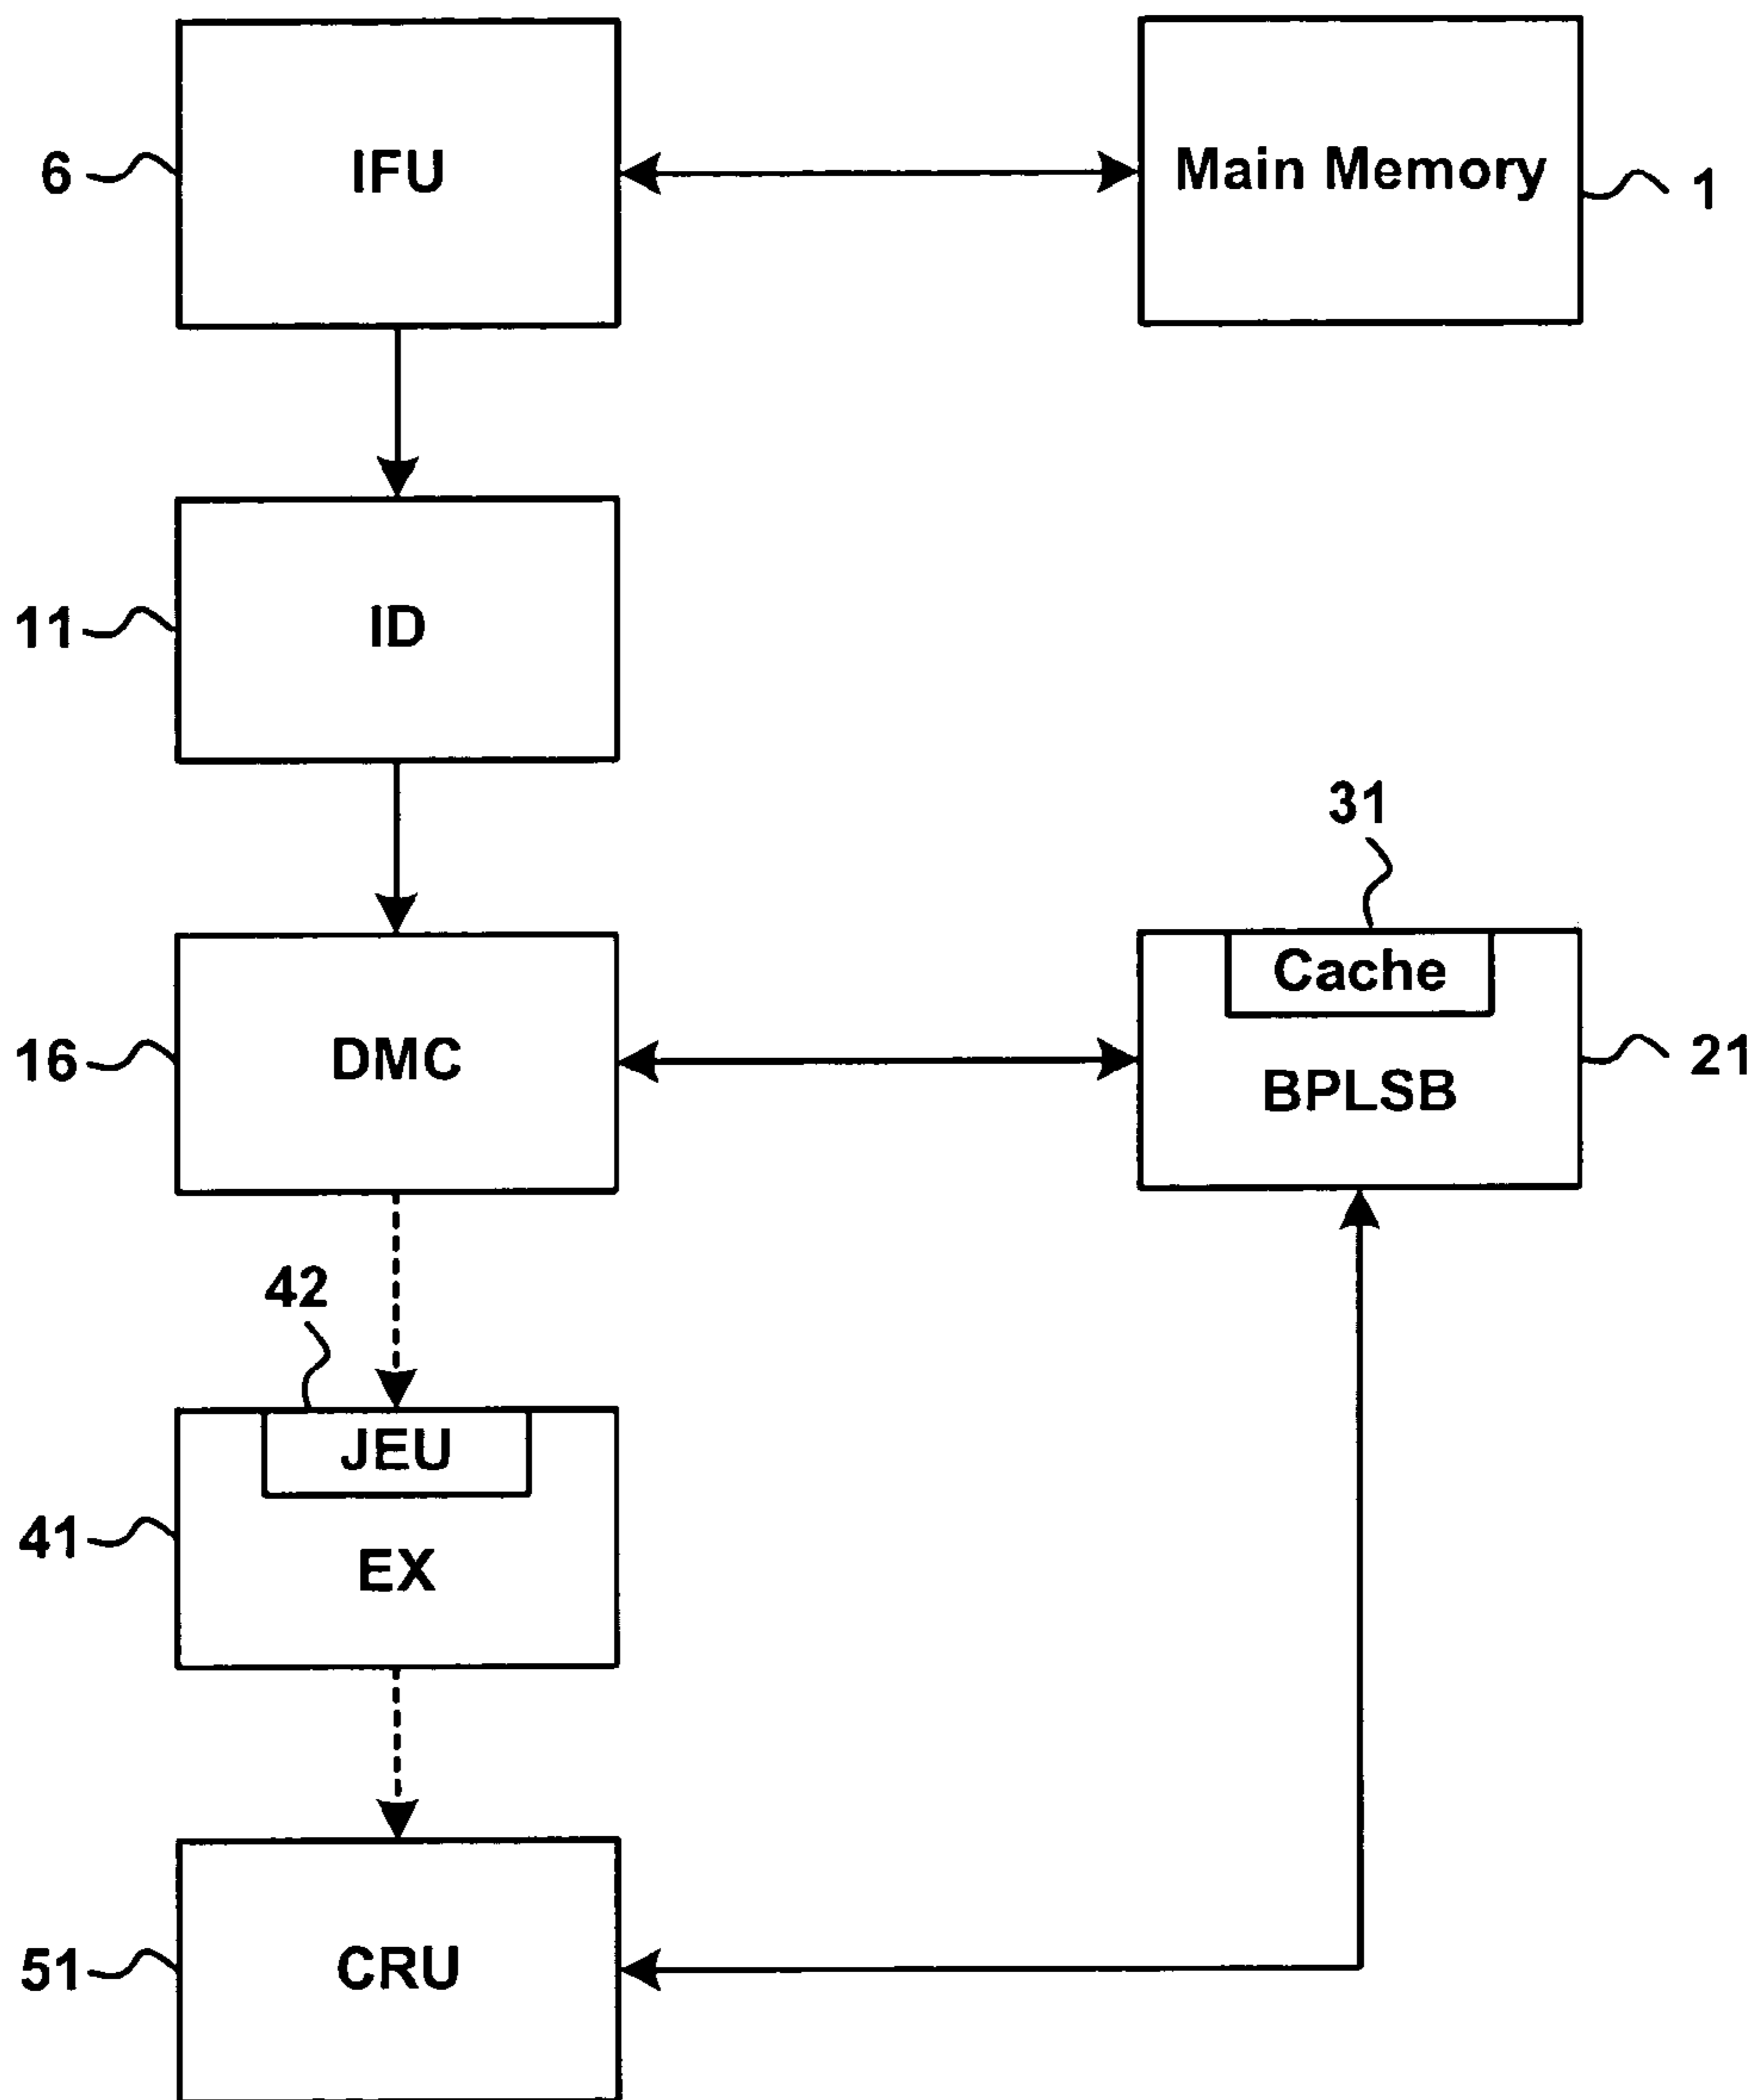 6
IFU
Main Memory
1
11
ID
31
Cache
16
DMC
BPLSB
21
42
JEU
41
EX
51
CRU